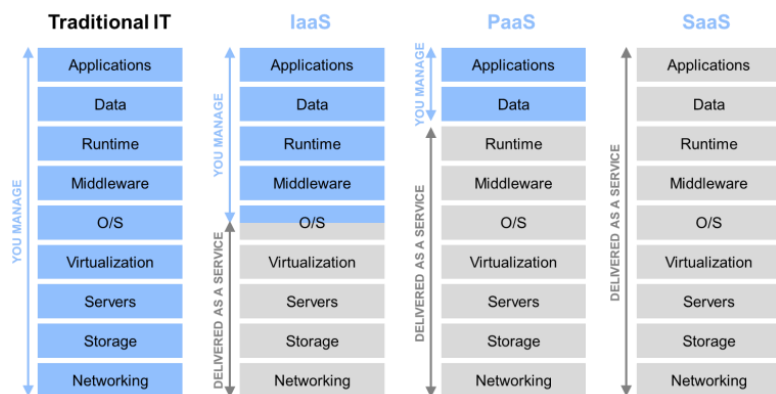 Traditional IT
YOU MANAGE
Applications
Data
Runtime
Middleware
O/S
Virtualization
Servers
Storage
Networking
IaaS
YOU MANAGE
DELIVERED AS A SERVICE
Applications
Data
Runtime
Middleware
O/S
Virtualization
Servers
Storage
Networking
PaaS
YOU MANAGE
DELIVERED AS A SERVICE
Applications
Data
Runtime
Middleware
O/S
Virtualization
Servers
Storage
Networking
SaaS
DELIVERED AS A SERVICE
Applications
Data
Runtime
Middleware
O/S
Virtualization
Servers
Storage
Networking